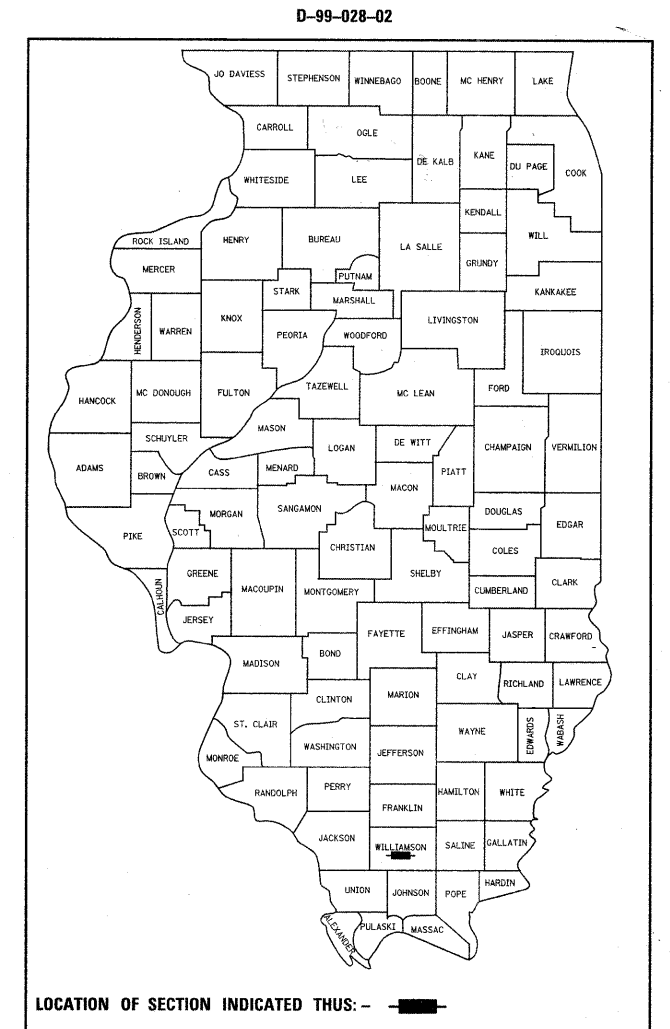 D-99-028-02
JO DAVIESS STEPHENSON WINNEBAGO BOONE MC HENRY LAKE
CARROLL OGLE
DE KALB KANE DU PAGE COOK
WHITESIDE LEE
KENDALL
ROCK ISLAND HENRY BUREAU LA SALLE WILL
MERCER GRUNDY
PUTNAM
STARK MARSHALL KANKAKEE
HENDERSON WARREN KNOX PEORIA WOODFORD LIVINGSTON IROQUOIS
HANCOCK MC DONOUGH FULTON TAZEWELL MC LEAN FORD
MASON
SCHUYLER LOGAN DE WITT CHAMPAIGN VERMILION
ADAMS BROWN CASS MENARD PIATT
MACON
PIKE SCOTT MORGAN SANGAMON DOUGLAS EDGAR
MOULTRIE
CHRISTIAN COLES
CALHOUN GREENE MACOUPIN MONTGOMERY SHELBY CUMBERLAND CLARK
JERSEY
FAYETTE EFFINGHAM JASPER CRAWFORD
MADISON BOND
CLAY RICHLAND LAWRENCE
CLINTON MARION
ST. CLAIR WAYNE EDWARDS WABASH
WASHINGTON JEFFERSON
MONROE
RANDOLPH PERRY HAMILTON WHITE
FRANKLIN
JACKSON WILLIAMSON SALINE GALLATIN
UNION JOHNSON POPE HARDIN
ALEXANDER PULASKI MASSAC
LOCATION OF SECTION INDICATED THUS: -